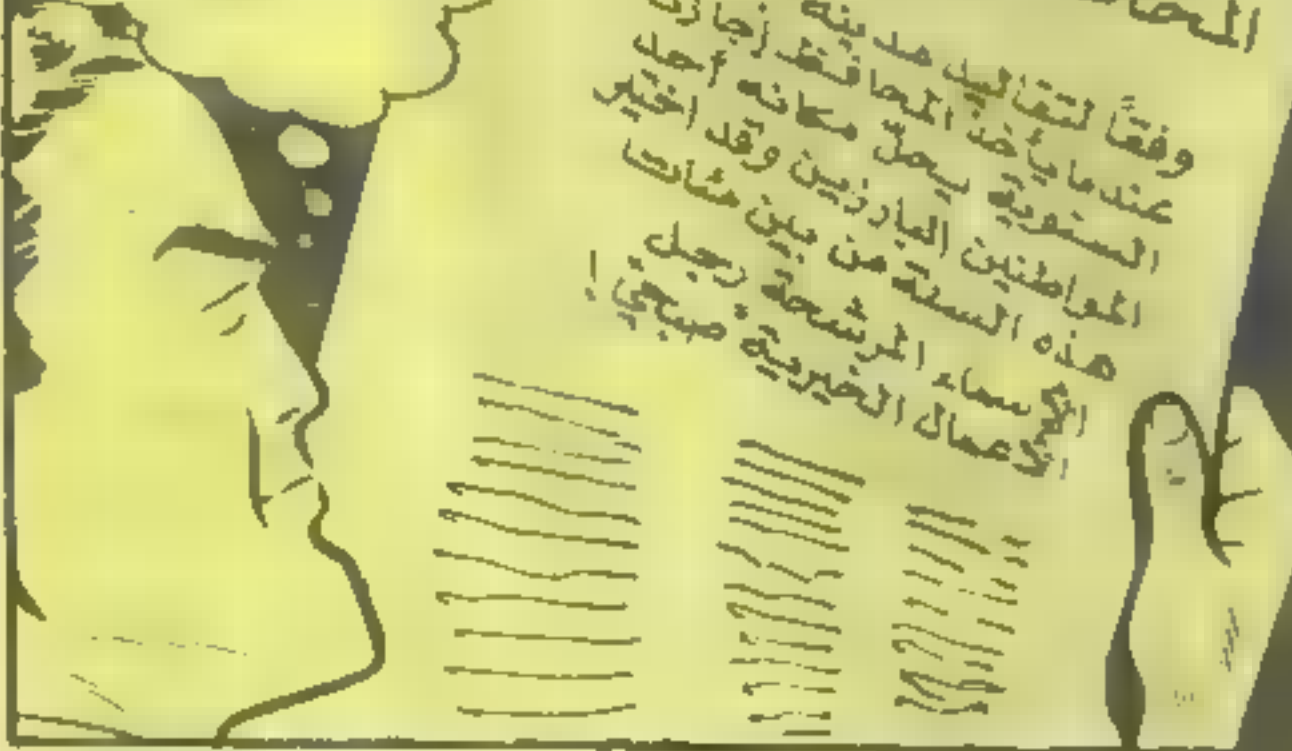 وفقاً لتقاليد مدينة
عندما يأخذ المحافظ إجازته
السنوية يحلّ مكانه أحد
المواطنين البارزين وقد اختير
هذه السنة من بين مئات
الأسماء المرشحة رجل
الأعمال الخيرية صبحي !